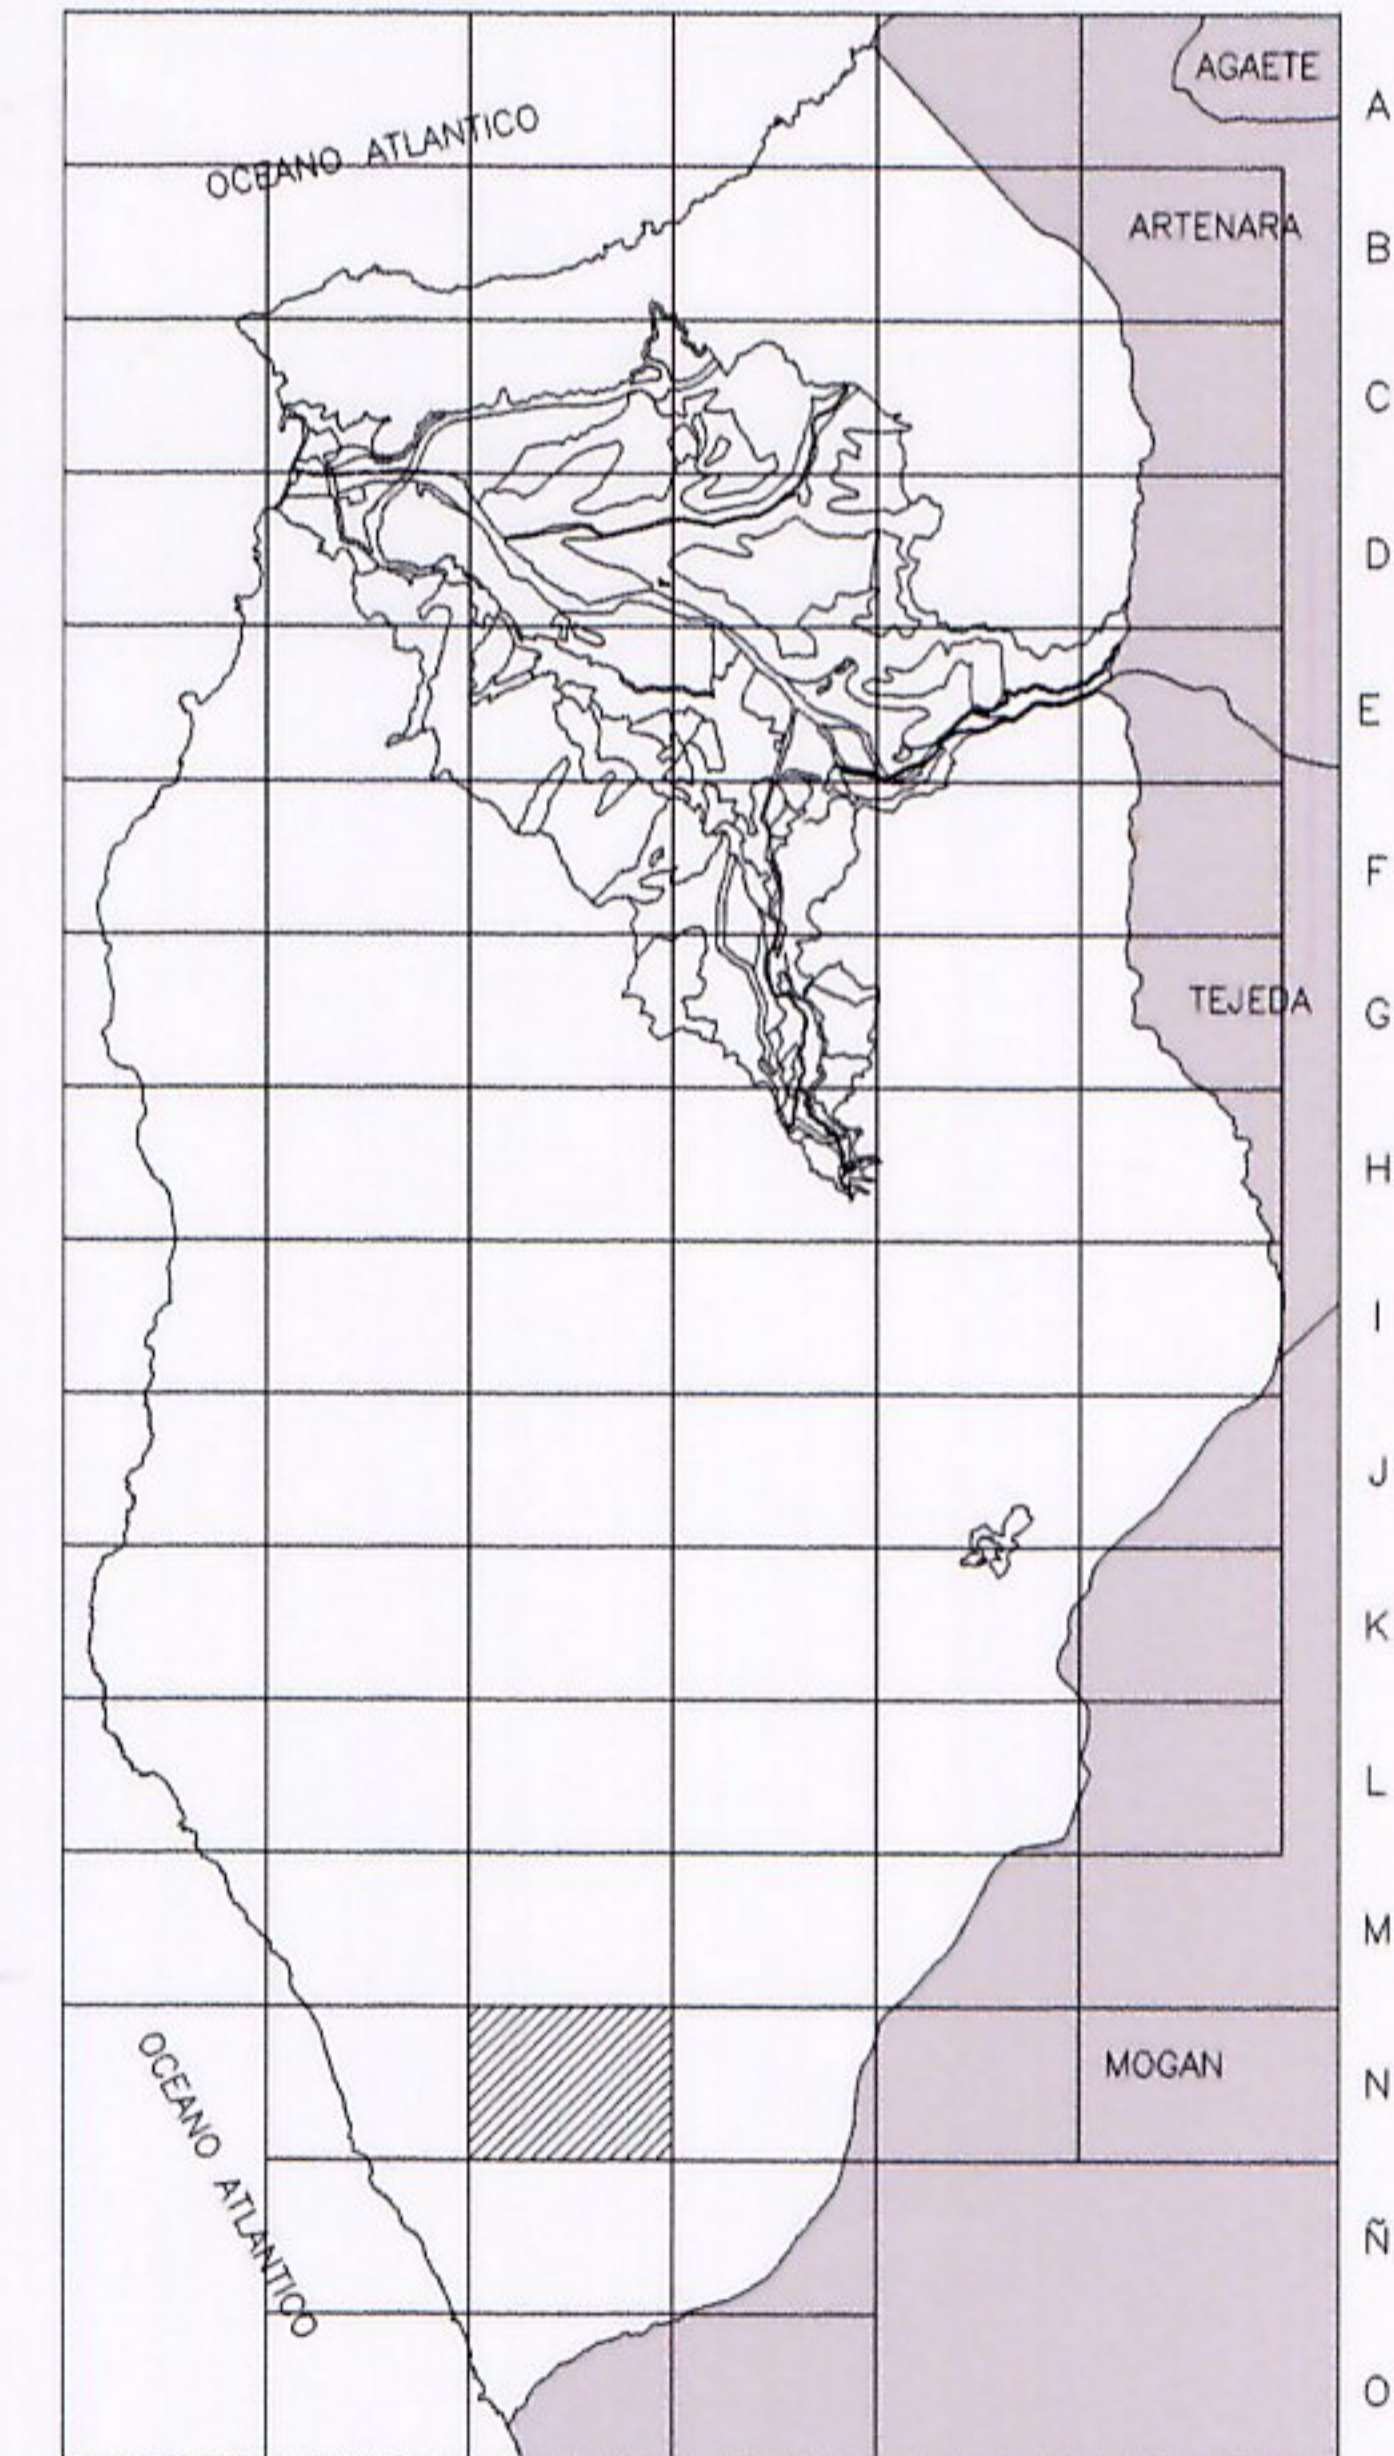 AGAETE
A
OCEANO ATLANTICO
ARTENARA
B
C
D
E
F
TEJEDA
G
H
I
J
K
L
M
OCEANO ATLANTICO
MOGAN
N
Ñ
O